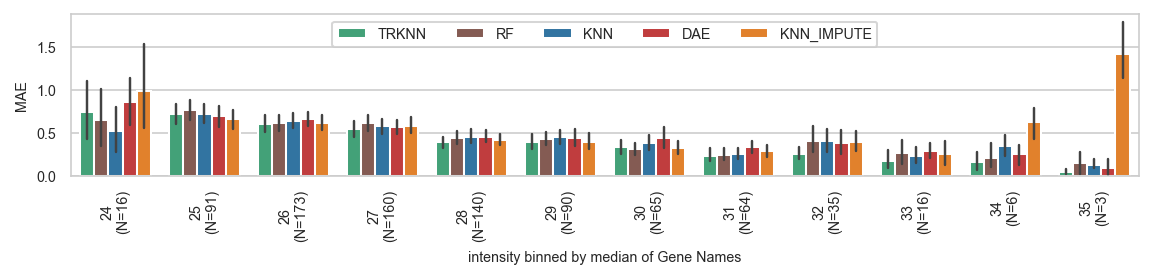 TRKNN RF KNN DAE KNN_IMPUTE
MAE
1.5
1.0
0.5
0.0
24
(N=16)
25
(N=91)
26
(N=173)
27
(N=160)
28
(N=140)
29
(N=90)
30
(N=65)
31
(N=64)
32
(N=35)
33
(N=16)
34
(N=6)
35
(N=3)
intensity binned by median of Gene Names